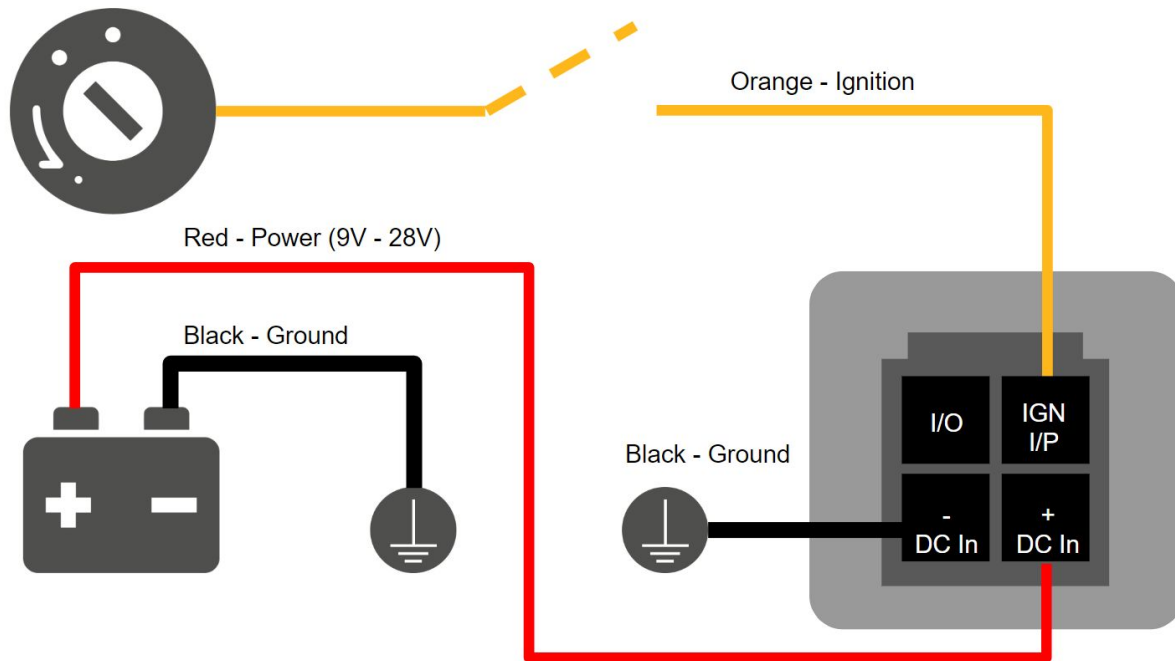 Orange - Ignition
Red - Power (9V - 28V)
Black - Ground
I/O
IGN
I/P
Black - Ground
-
DC In
+
DC In